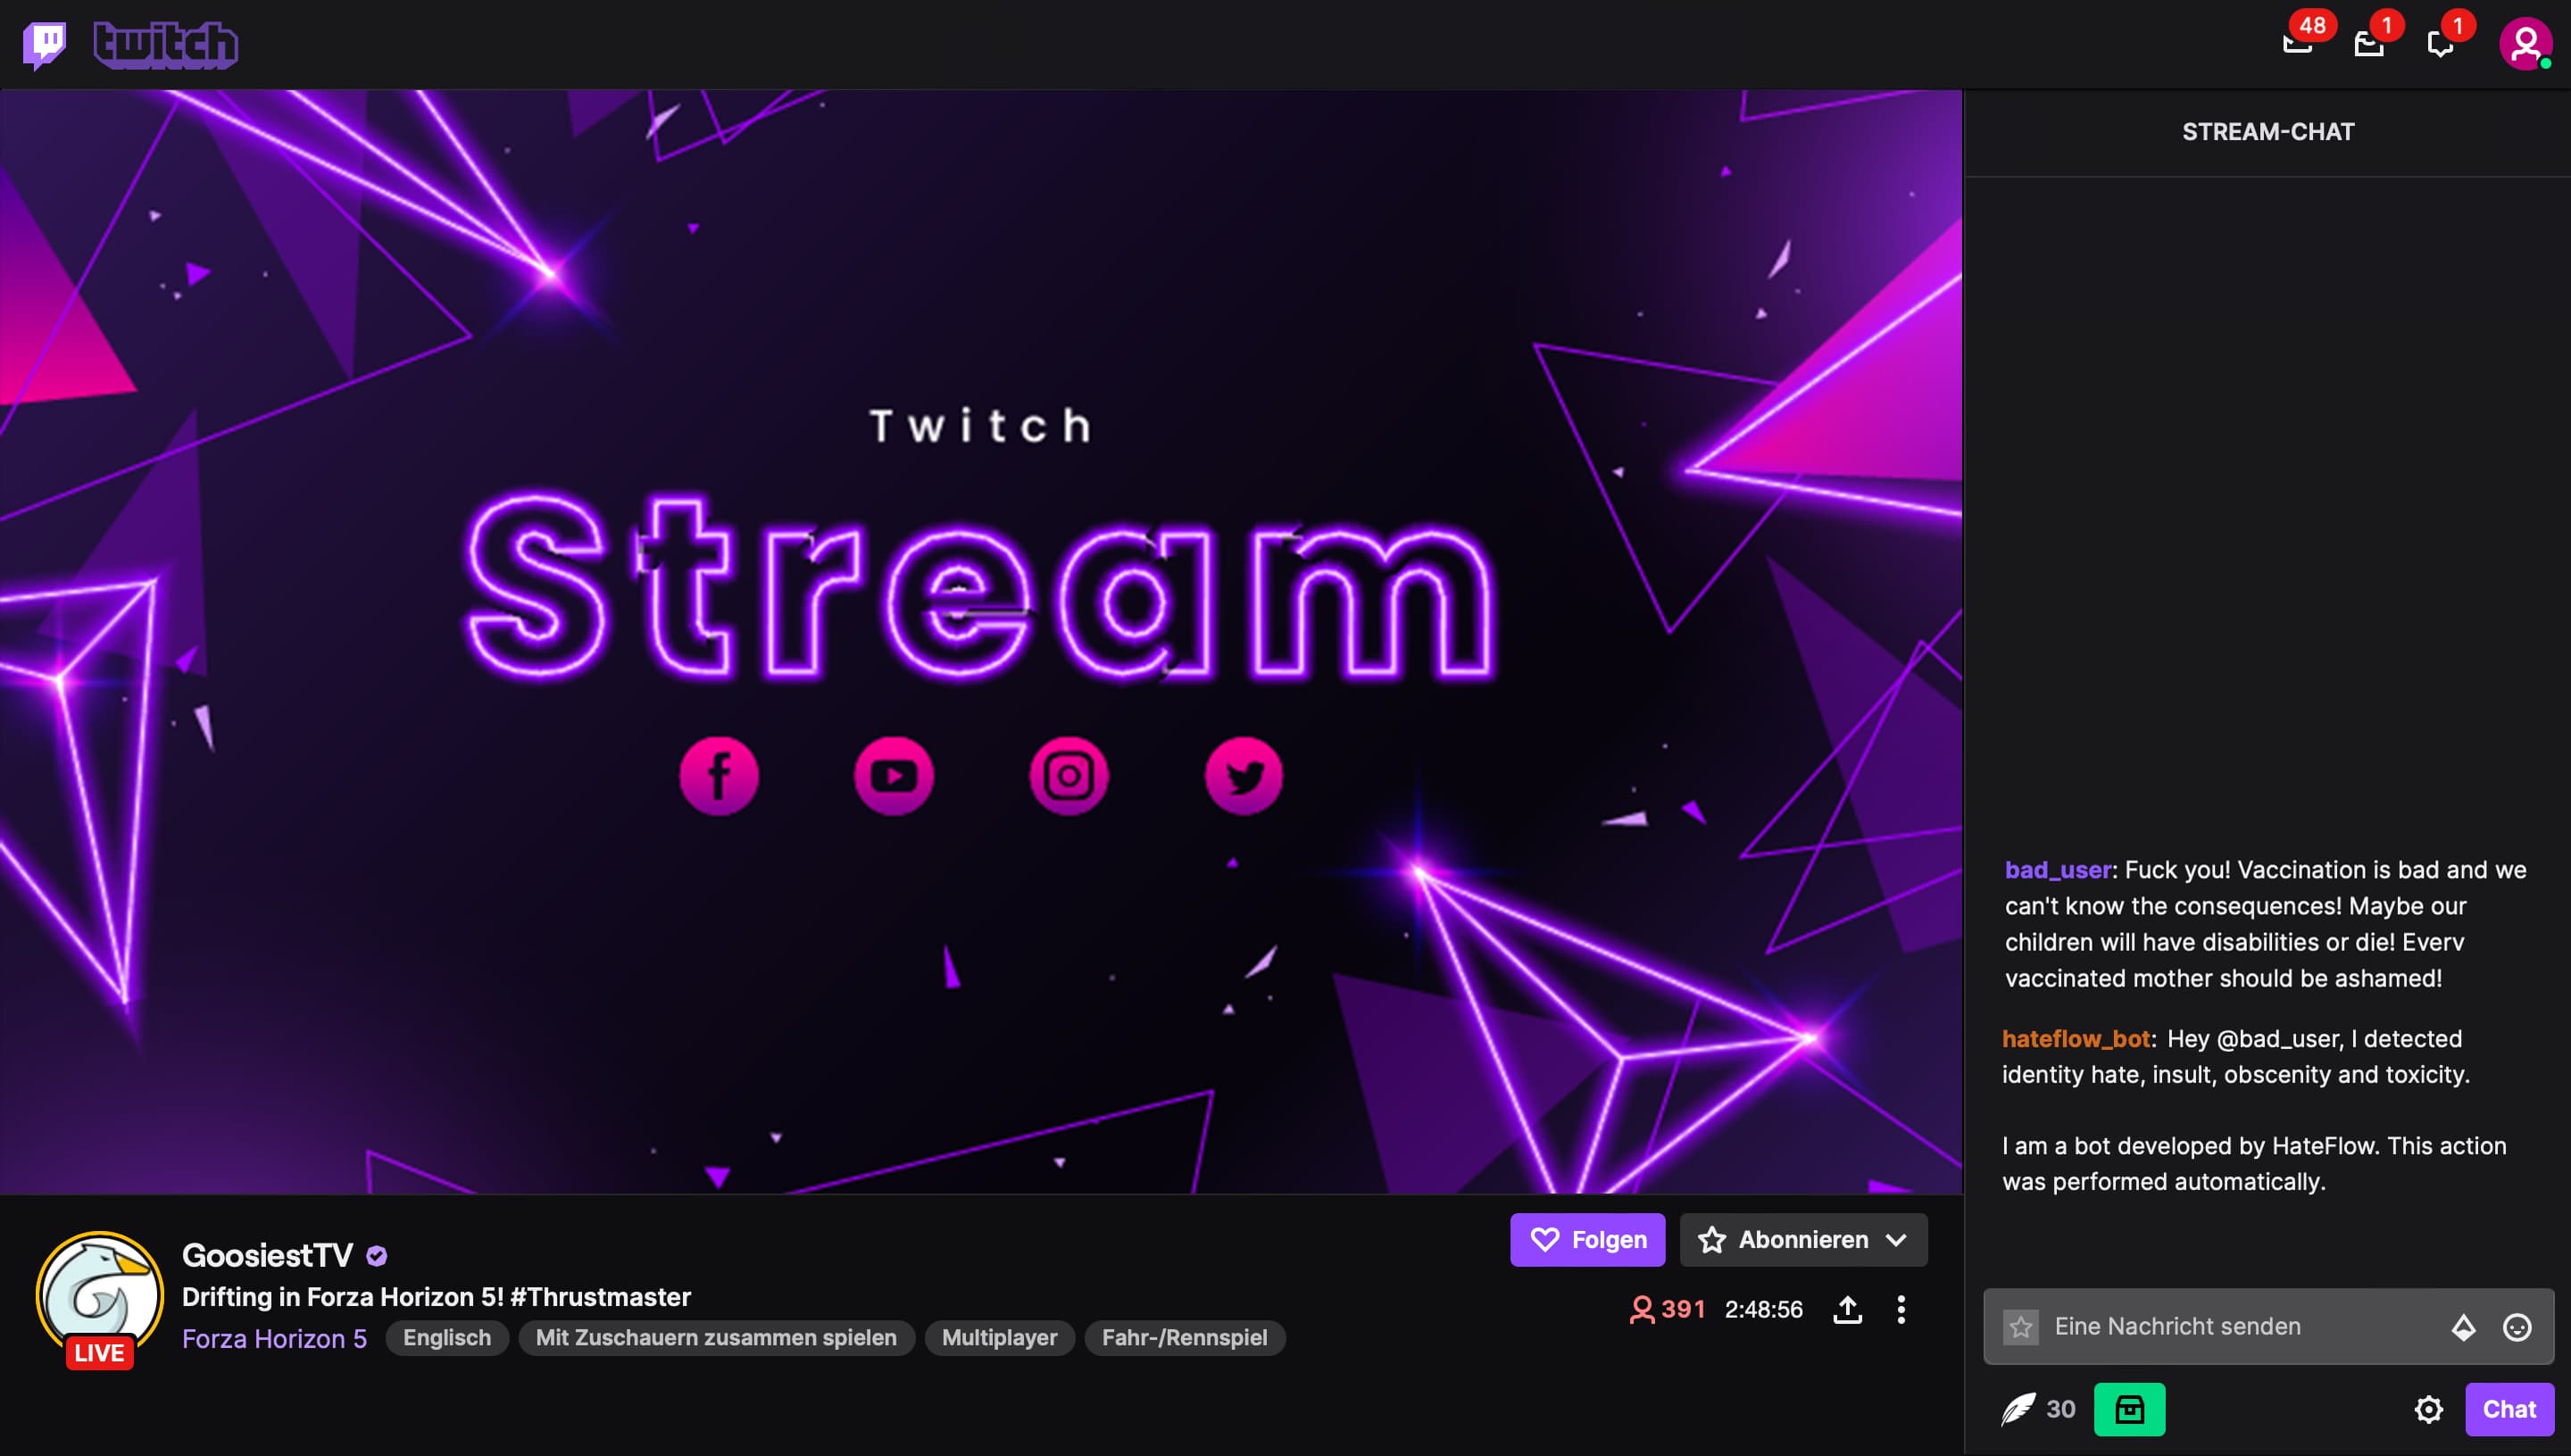 twitch
48
1
1
STREAM-CHAT
Twitch
Stream
bad_user: Fuck you! Vaccination is bad and we
can't know the consequences! Maybe our
children will have disabilities or die! Everv
vaccinated mother should be ashamed!
hateflow_bot: Hey @bad_user, I detected
identity hate, insult, obscenity and toxicity.
I am a bot developed by HateFlow. This action
was performed automatically.
GoosiestTV
Folgen
Abonnieren
Drifting in Forza Horizon 5! #Thrustmaster
391
2:48:56
Forza Horizon 5
Englisch
Mit Zuschauern zusammen spielen
Multiplayer
Fahr-/Rennspiel
LIVE
Eine Nachricht senden
30
Chat